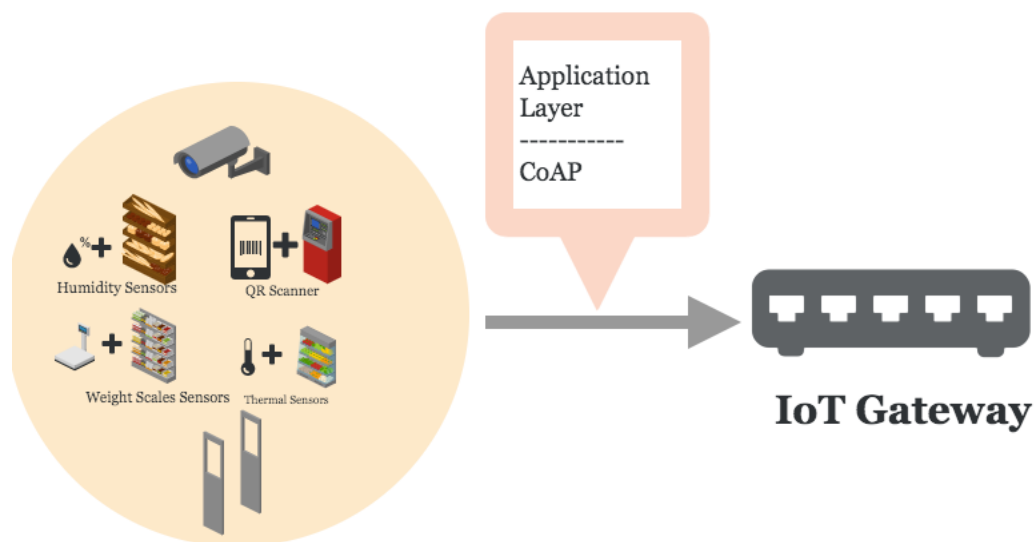 Application
Layer
-----------
CoAP
%
Humidity Sensors
QR Scanner
Weight Scales Sensors
Thermal Sensors
IoT Gateway